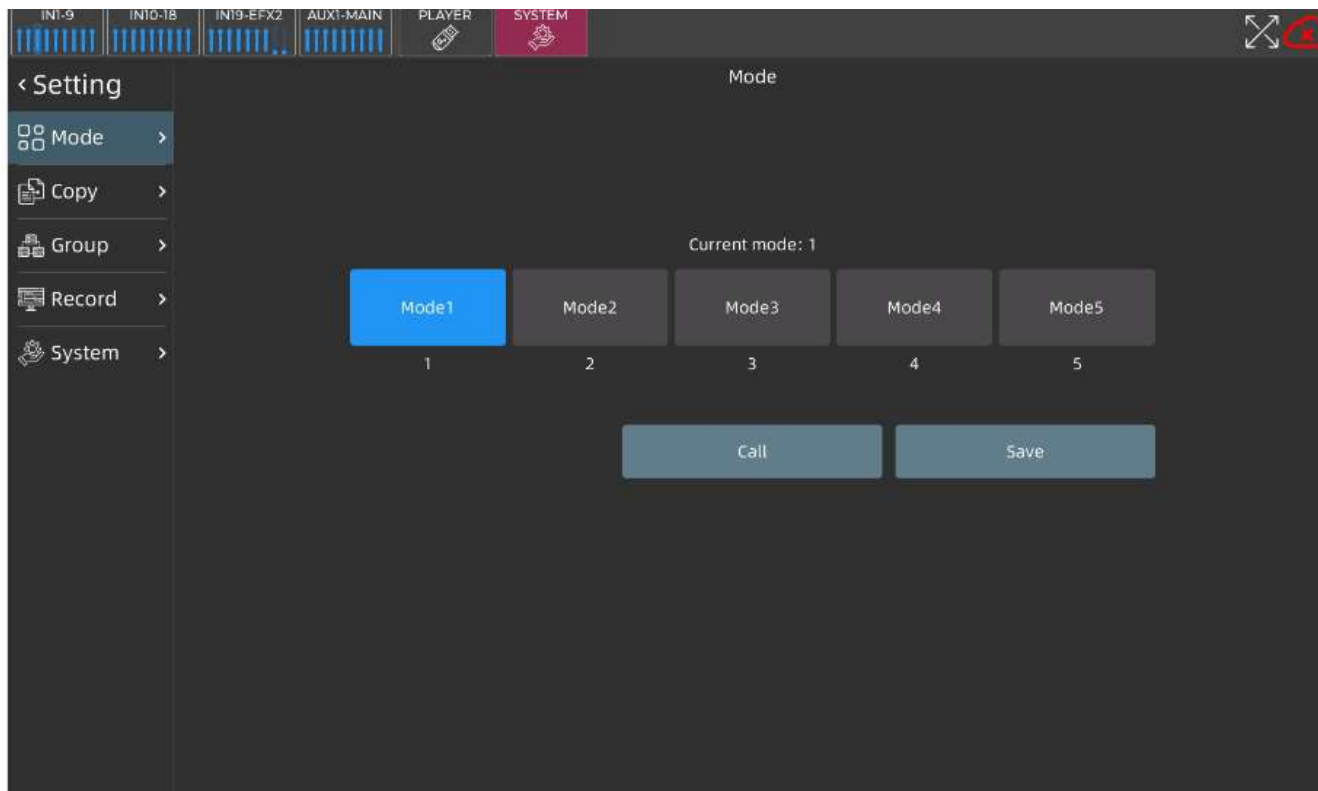 IN1-9 IN10-18 IN19-EFX2 AUX1-MAIN PLAYER SYSTEM
Setting
Mode
Mode
Copy
Group
Record
System
Current mode: 1
Mode1 Mode2 Mode3 Mode4 Mode5
1 2 3 4 5
Call Save